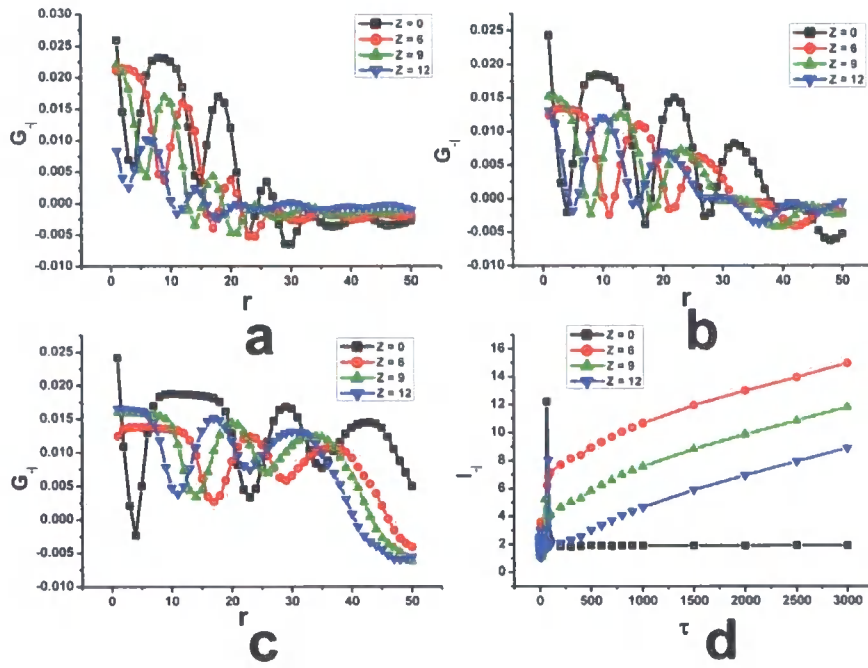 0.030
0.025
0.020
0.015
0.010
0.005
0.000
-0.005
-0.010
G-l
0 10 20 30 40 50
r
Z = 0
Z = 6
Z = 9
Z = 12
a
0.025
0.020
0.015
0.010
0.005
0.000
-0.005
-0.010
G-l
0 10 20 30 40 50
r
Z = 0
Z = 6
Z = 9
Z = 12
b
0.025
0.020
0.015
0.010
0.005
0.000
-0.005
-0.010
G-l
0 10 20 30 40 50
r
Z = 0
Z = 6
Z = 9
Z = 12
c
16
14
12
10
8
6
4
2
0
I-l
0 500 1000 1500 2000 2500 3000
τ
Z = 0
Z = 6
Z = 9
Z = 12
d